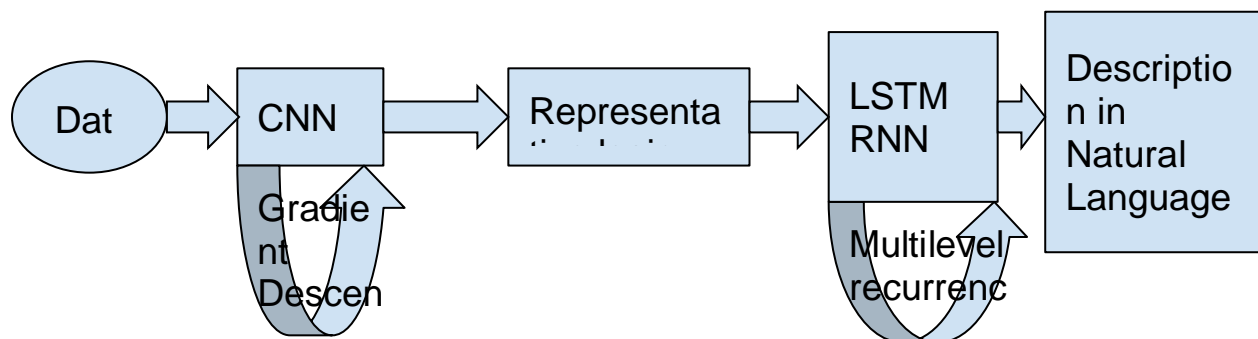 Dat
CNN
Gradie
nt
Descen
Representa
LSTM
RNN
Multilevel
recurrenc
Descriptio
n in
Natural
Language